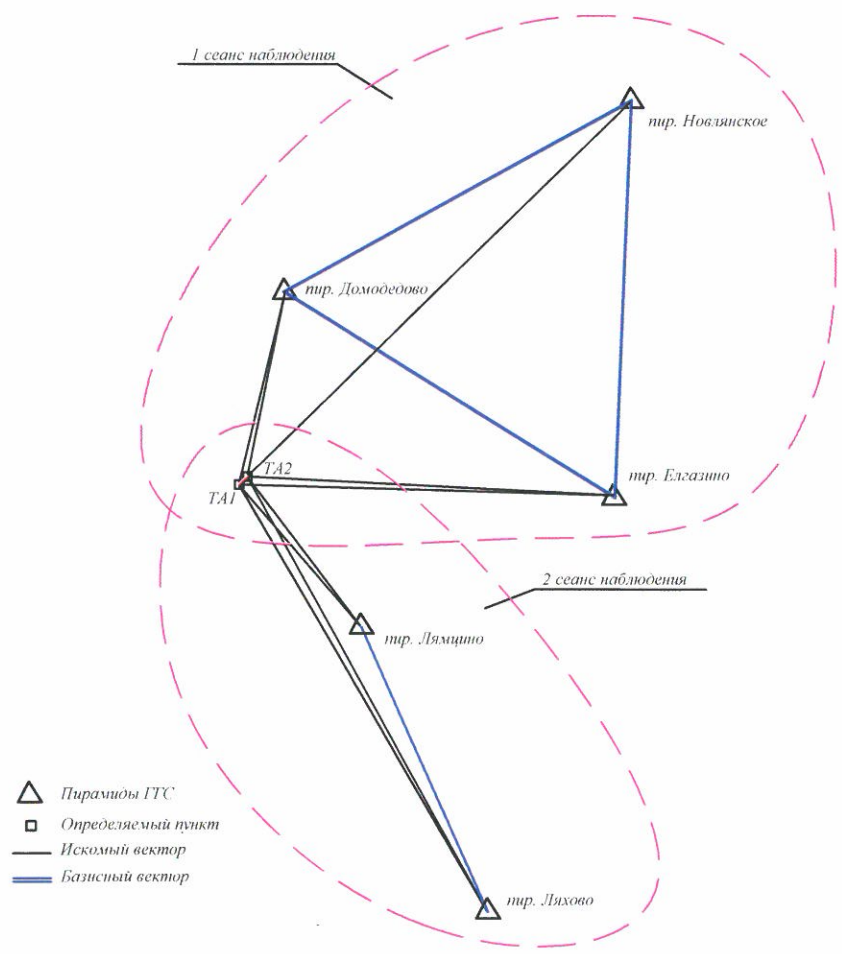 1 сеанс наблюдения
пир. Новлянское
пир. Домодедово
ТА2
пир. Елгазино
ТА1
2 сеанс наблюдения
пир. Лямцино
Пирамиды ГГС
Определяемый пункт
Искомый вектор
Базисный вектор
пир. Ляхово